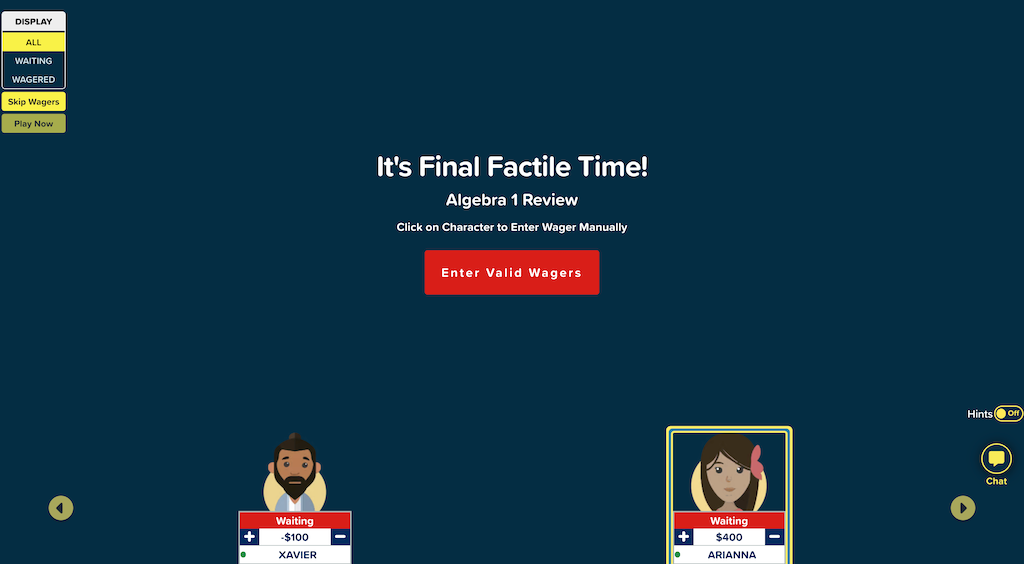 DISPLAY
ALL
WAITING
WAGERED
Skip Wagers
Play Now
It's Final Factile Time!
Algebra 1 Review
Click on Character to Enter Wager Manually
Enter Valid Wagers
Hints Off
Chat
Waiting
+ -$100 −
XAVIER
Waiting
+ $400 −
ARIANNA